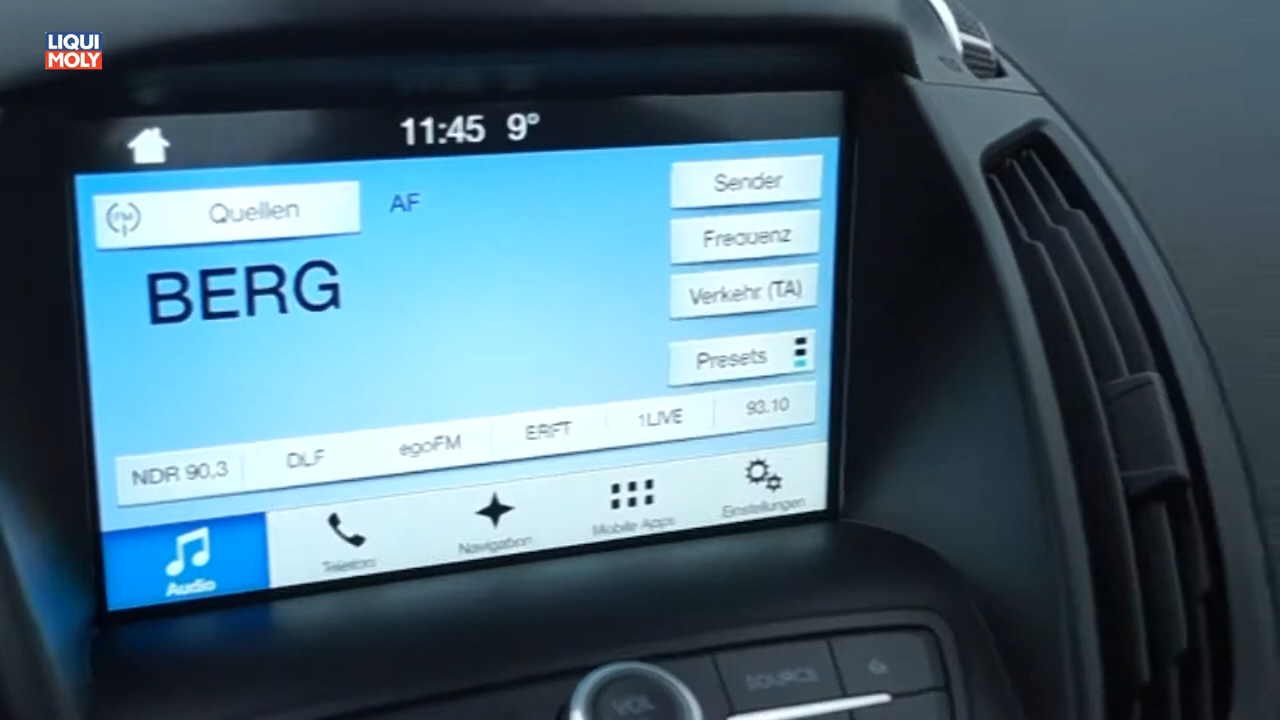 LIQUI
MOLY
11:45 9°
FM Quellen AF Sender
BERG
Frequenz
Verkehr (TA)
Presets
NDR 90,3 DLF egoFM ERFT 1LIVE 93.10
Audio Telefon Navigation Mobile Apps Einstellungen
VOL SOURCE